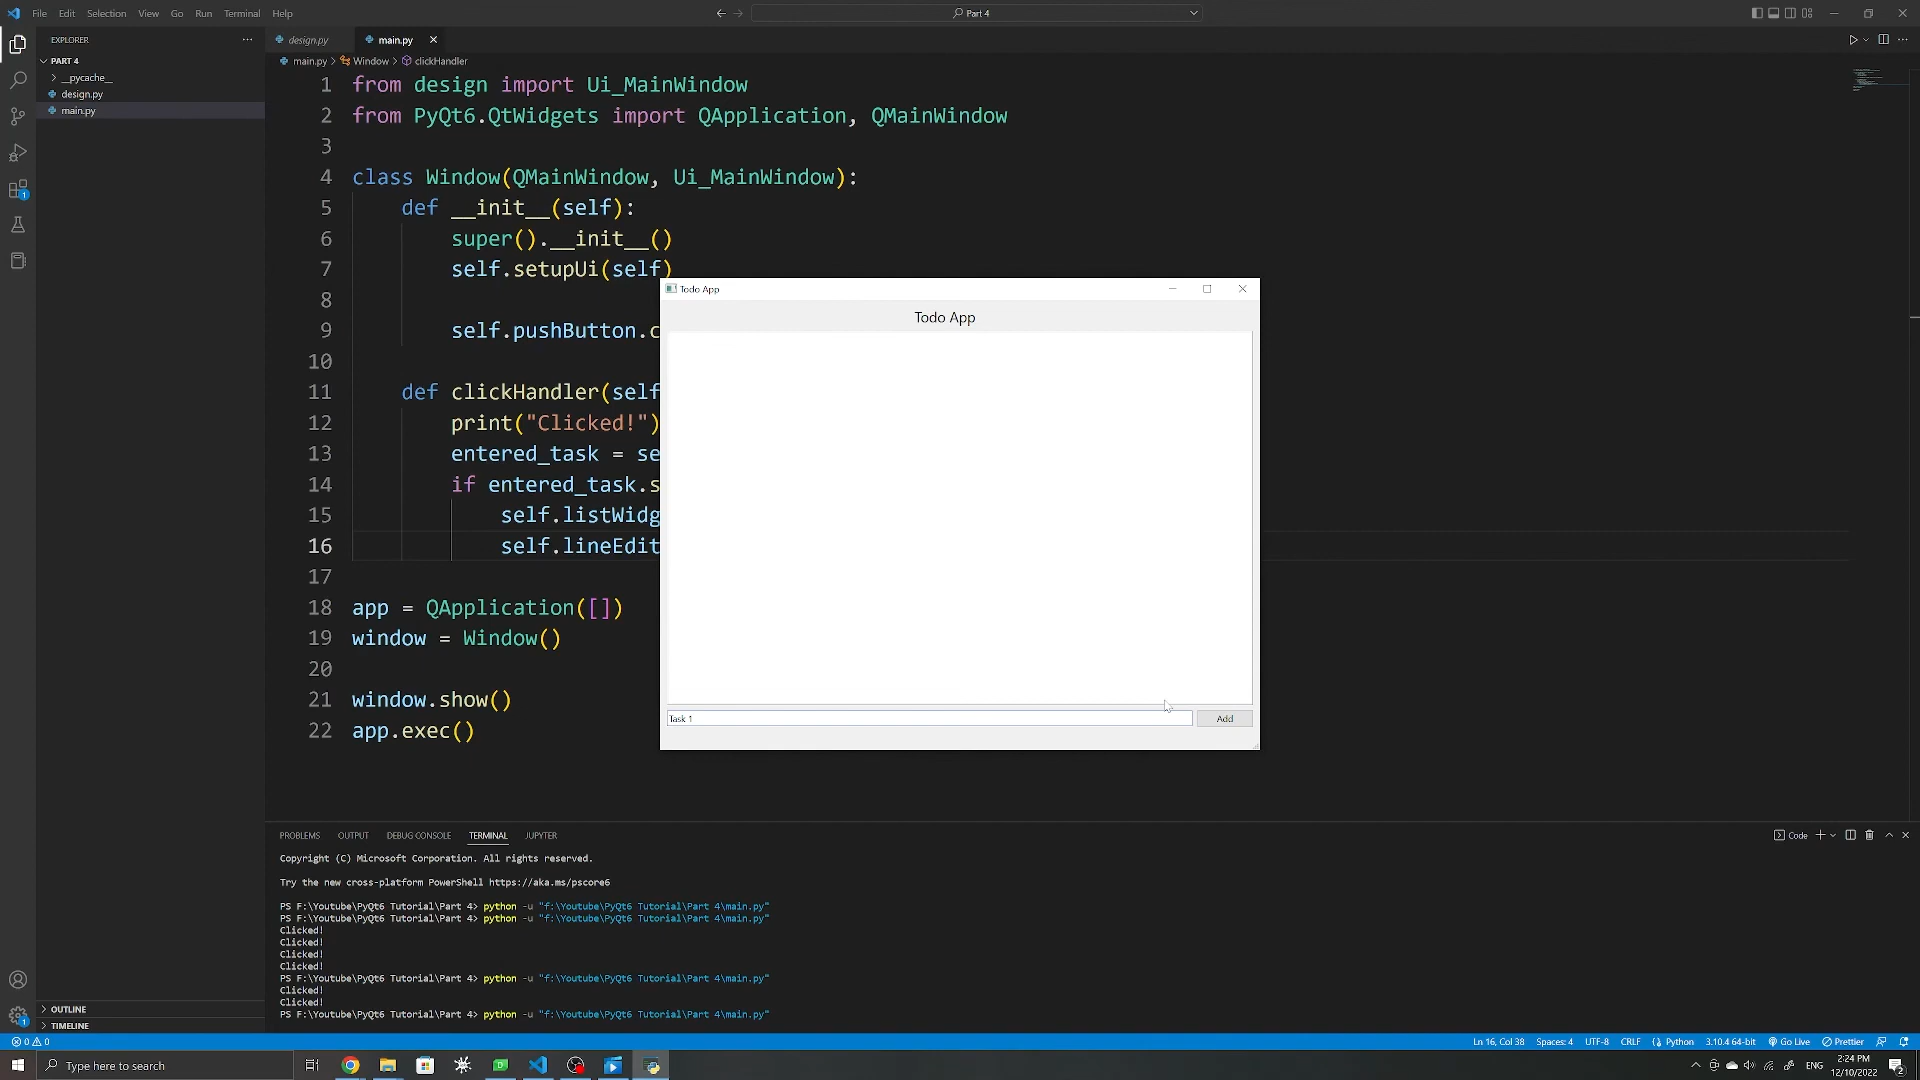 File Edit Selection View Go Run Terminal Help
Part 4
EXPLORER
PART 4
__pycache__
design.py
main.py
design.py
main.py
main.py > Window > clickHandler
1 from design import Ui_MainWindow
2 from PyQt6.QtWidgets import QApplication, QMainWindow
3
4 class Window(QMainWindow, Ui_MainWindow):
5 def __init__(self):
6 super().__init__()
7 self.setupUi(self)
8
9 self.pushButton.c
10
11 def clickHandler(self
12 print("Clicked!")
13 entered_task = se
14 if entered_task.s
15 self.listWidg
16 self.lineEdit
17
18 app = QApplication([])
19 window = Window()
20
21 window.show()
22 app.exec()
Todo App
Todo App
Task 1
Add
PROBLEMS OUTPUT DEBUG CONSOLE TERMINAL JUPYTER
Code
Copyright (C) Microsoft Corporation. All rights reserved.
Try the new cross-platform PowerShell https://aka.ms/pscore6
PS F:\Youtube\PyQt6 Tutorial\Part 4> python -u "f:\Youtube\PyQt6 Tutorial\Part 4\main.py"
PS F:\Youtube\PyQt6 Tutorial\Part 4> python -u "f:\Youtube\PyQt6 Tutorial\Part 4\main.py"
Clicked!
Clicked!
Clicked!
Clicked!
PS F:\Youtube\PyQt6 Tutorial\Part 4> python -u "f:\Youtube\PyQt6 Tutorial\Part 4\main.py"
Clicked!
Clicked!
PS F:\Youtube\PyQt6 Tutorial\Part 4> python -u "f:\Youtube\PyQt6 Tutorial\Part 4\main.py"
OUTLINE
TIMELINE
0 0
Ln 16, Col 38 Spaces: 4 UTF-8 CRLF Python 3.10.4 64-bit Go Live Prettier
Type here to search
ENG
2:24 PM
12/10/2022
2